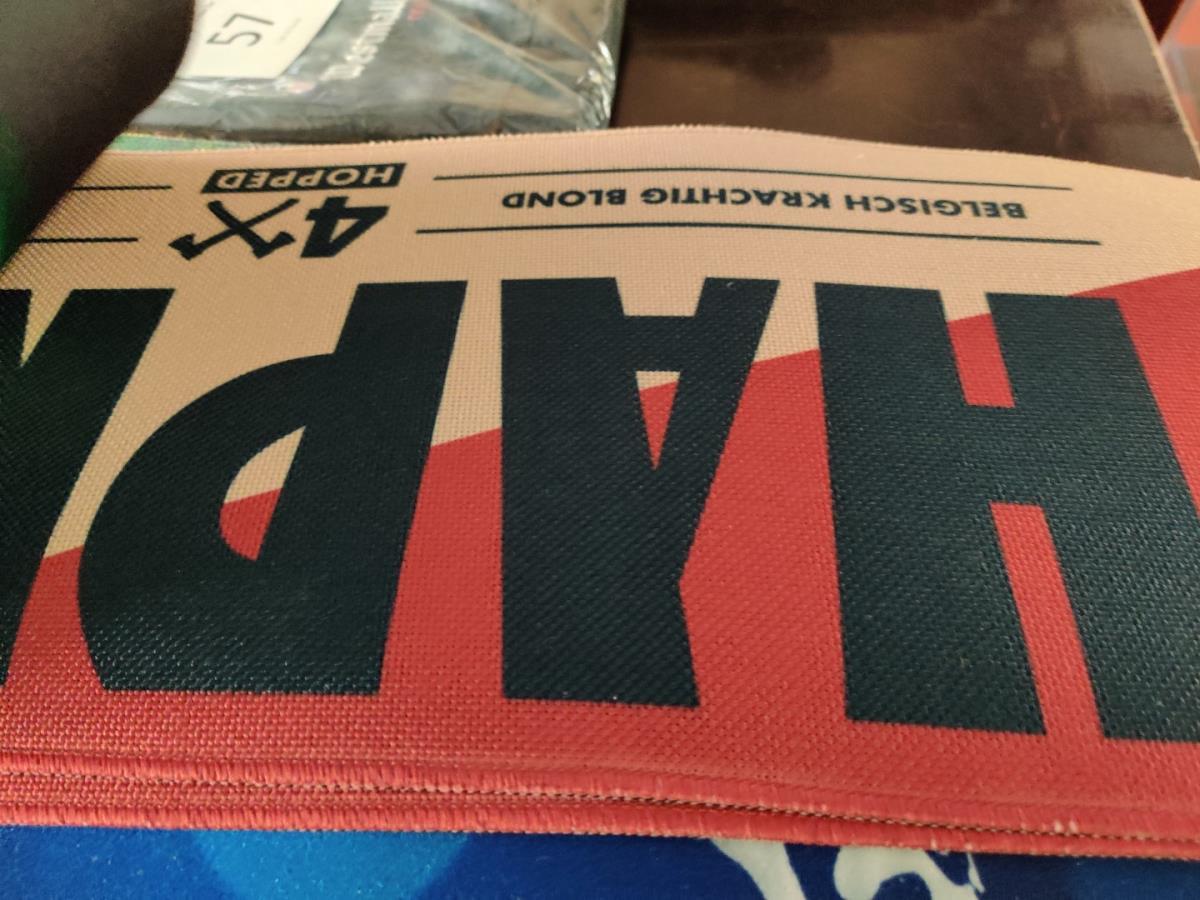 HAP
BELGISCH KRACHTIG BLOND
4X
HOPPED
57